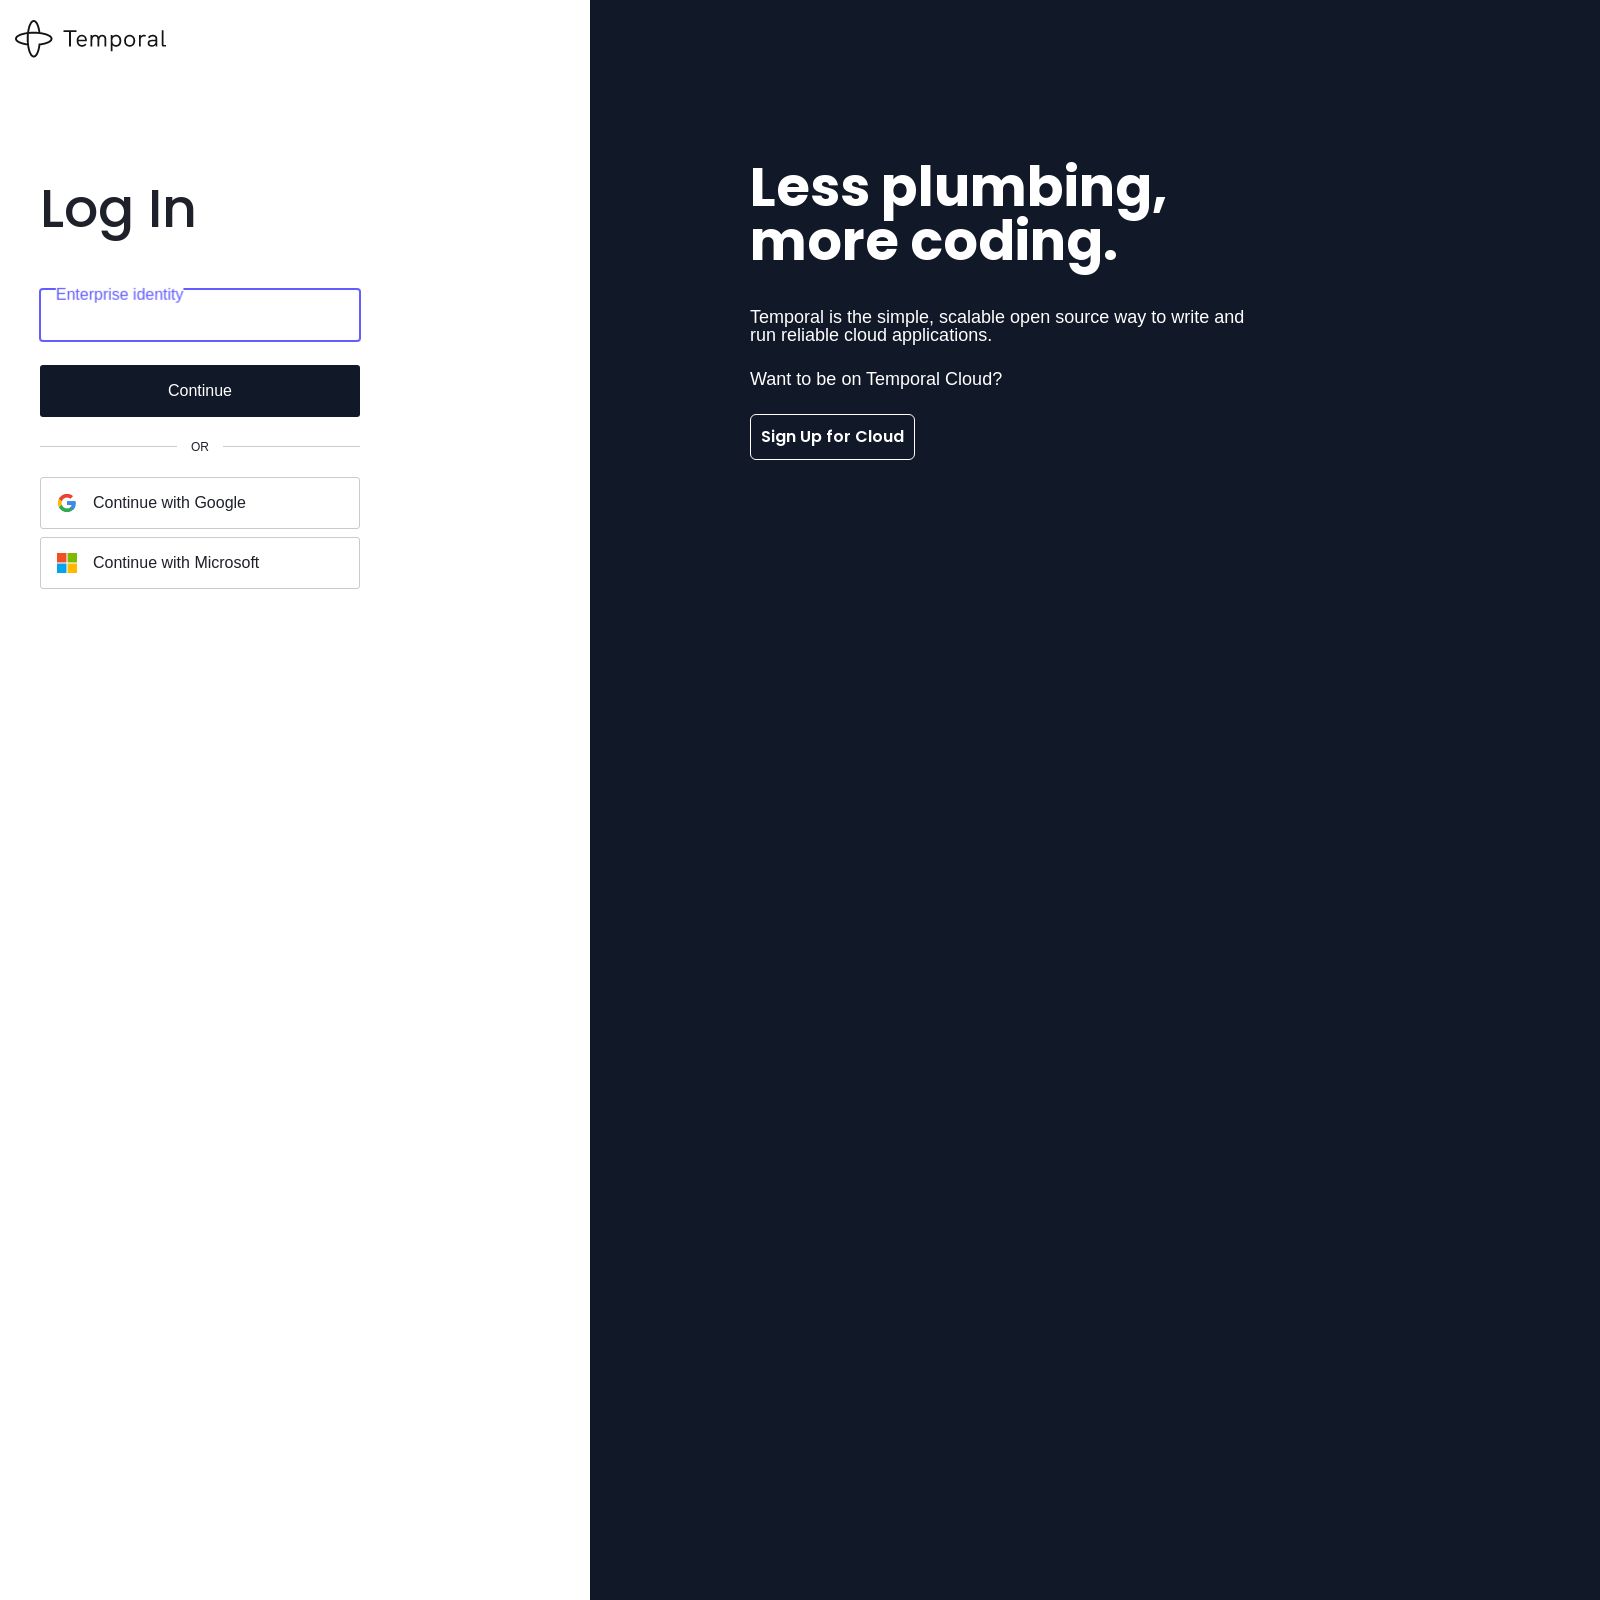 Temporal
Log In
Enterprise identity
Continue
OR
Continue with Google
Continue with Microsoft
Less plumbing,
more coding.
Temporal is the simple, scalable open source way to write and
run reliable cloud applications.
Want to be on Temporal Cloud?
Sign Up for Cloud